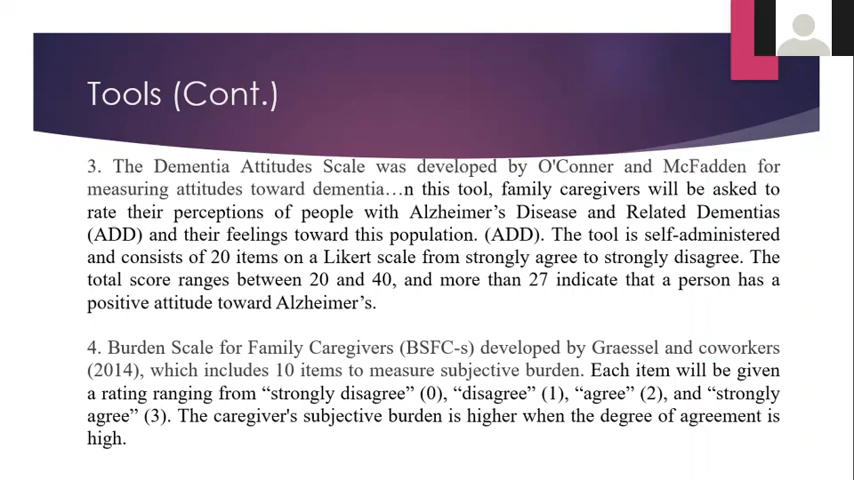 Tools (Cont.)
3. The Dementia Attitudes Scale was developed by O'Conner and McFadden for
measuring attitudes toward dementia…n this tool, family caregivers will be asked to
rate their perceptions of people with Alzheimer’s Disease and Related Dementias
(ADD) and their feelings toward this population. (ADD). The tool is self-administered
and consists of 20 items on a Likert scale from strongly agree to strongly disagree. The
total score ranges between 20 and 40, and more than 27 indicate that a person has a
positive attitude toward Alzheimer’s.
4. Burden Scale for Family Caregivers (BSFC-s) developed by Graessel and coworkers
(2014), which includes 10 items to measure subjective burden. Each item will be given
a rating ranging from “strongly disagree” (0), “disagree” (1), “agree” (2), and “strongly
agree” (3). The caregiver's subjective burden is higher when the degree of agreement is
high.